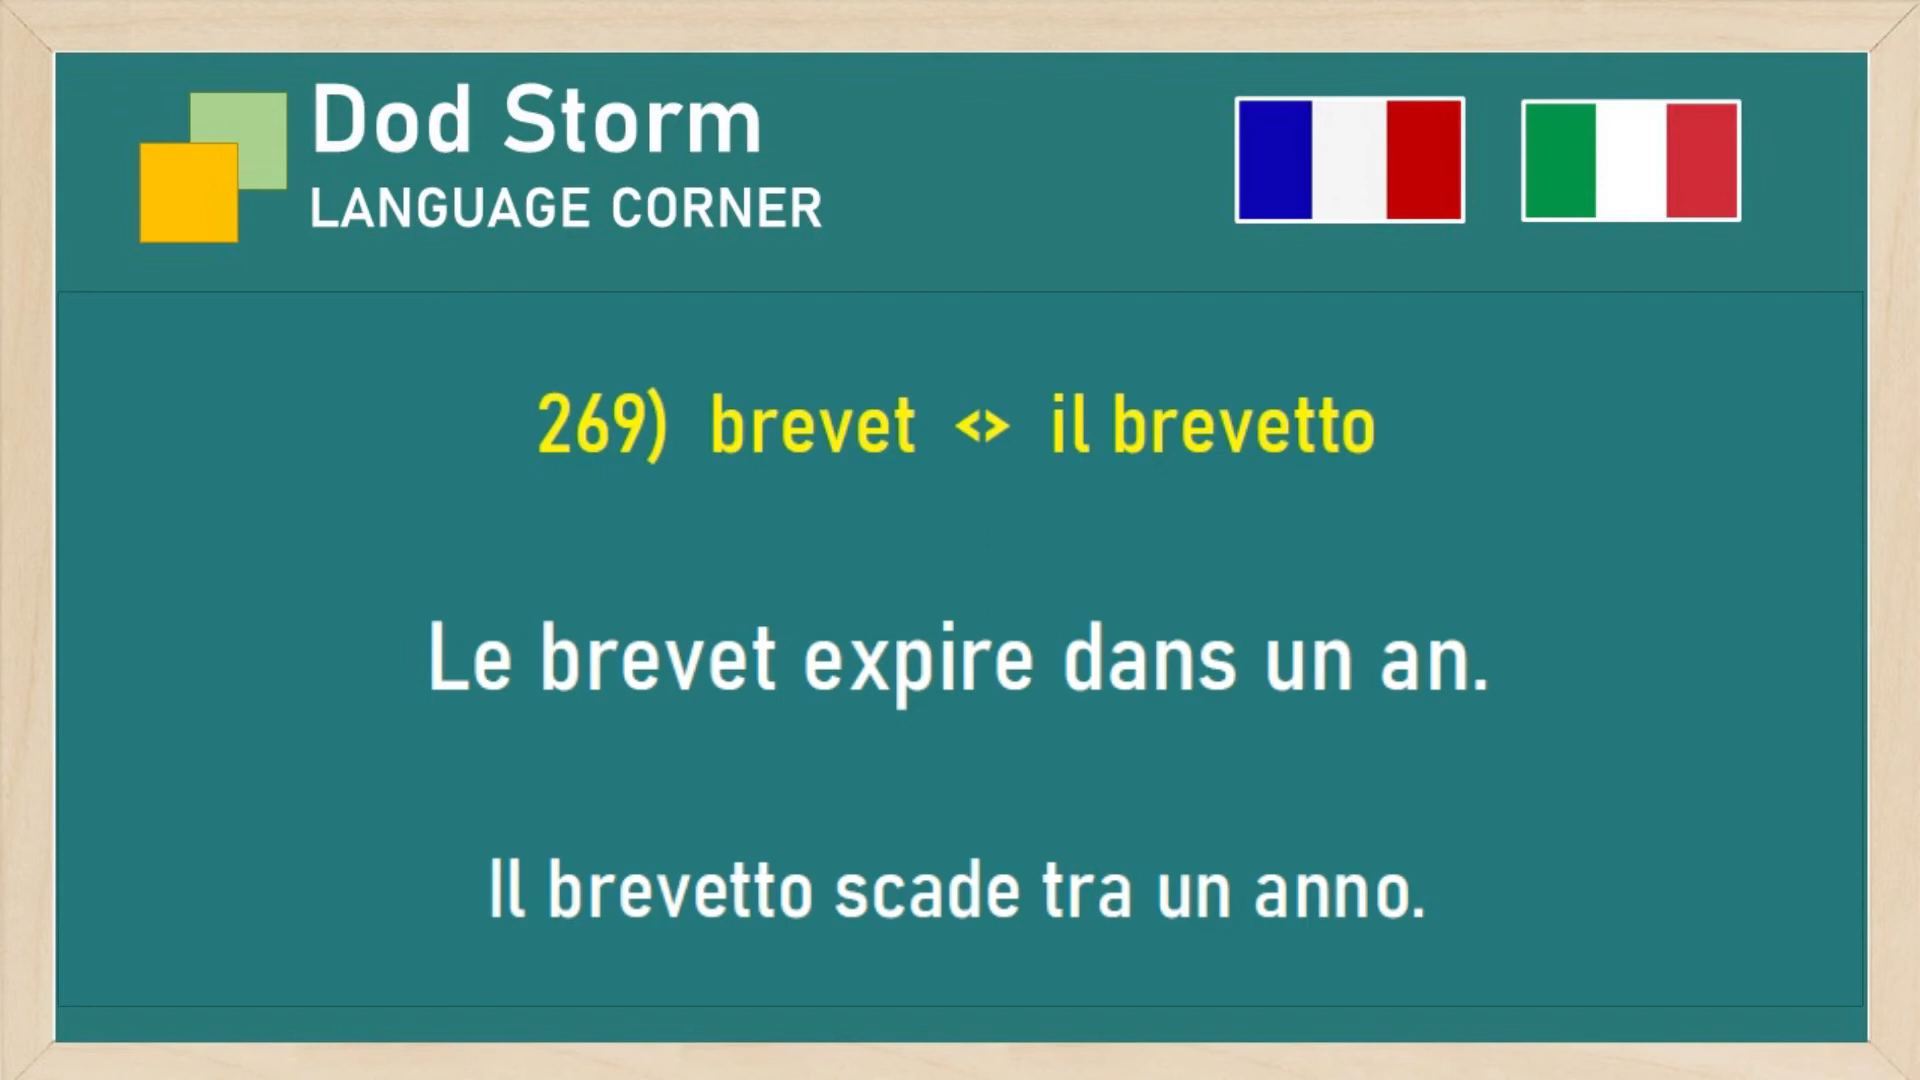 Dod Storm
LANGUAGE CORNER
269) brevet <> il brevetto
Le brevet expire dans un an.
Il brevetto scade tra un anno.